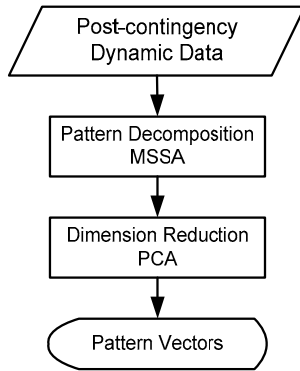 Post-contingency
Dynamic Data
Pattern Decomposition
MSSA
Dimension Reduction
PCA
Pattern Vectors